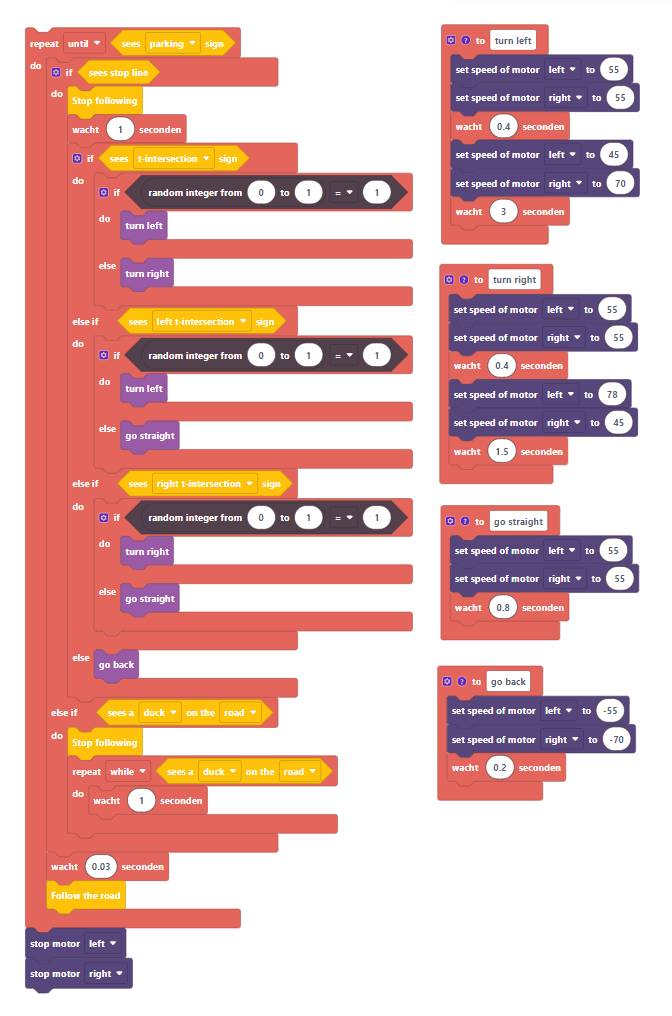 repeat until sees parking sign
do if sees stop line
do Stop following
wacht 1 seconden
if sees t-intersection sign
do if random integer from 0 to 1 = 1
do turn left
else turn right
else if sees left t-intersection sign
do if random integer from 0 to 1 = 1
do turn left
else go straight
else if sees right t-intersection sign
do if random integer from 0 to 1 = 1
do turn right
else go straight
else go back
else if sees a duck on the road
do Stop following
repeat while sees a duck on the road
do wacht 1 seconden
wacht 0.03 seconden
Follow the road
stop motor left
stop motor right
? to turn left
set speed of motor left to 55
set speed of motor right to 55
wacht 0.4 seconden
set speed of motor left to 45
set speed of motor right to 70
wacht 3 seconden
? to turn right
set speed of motor left to 55
set speed of motor right to 55
wacht 0.4 seconden
set speed of motor left to 78
set speed of motor right to 45
wacht 1.5 seconden
? to go straight
set speed of motor left to 55
set speed of motor right to 55
wacht 0.8 seconden
? to go back
set speed of motor left to -55
set speed of motor right to -70
wacht 0.2 seconden